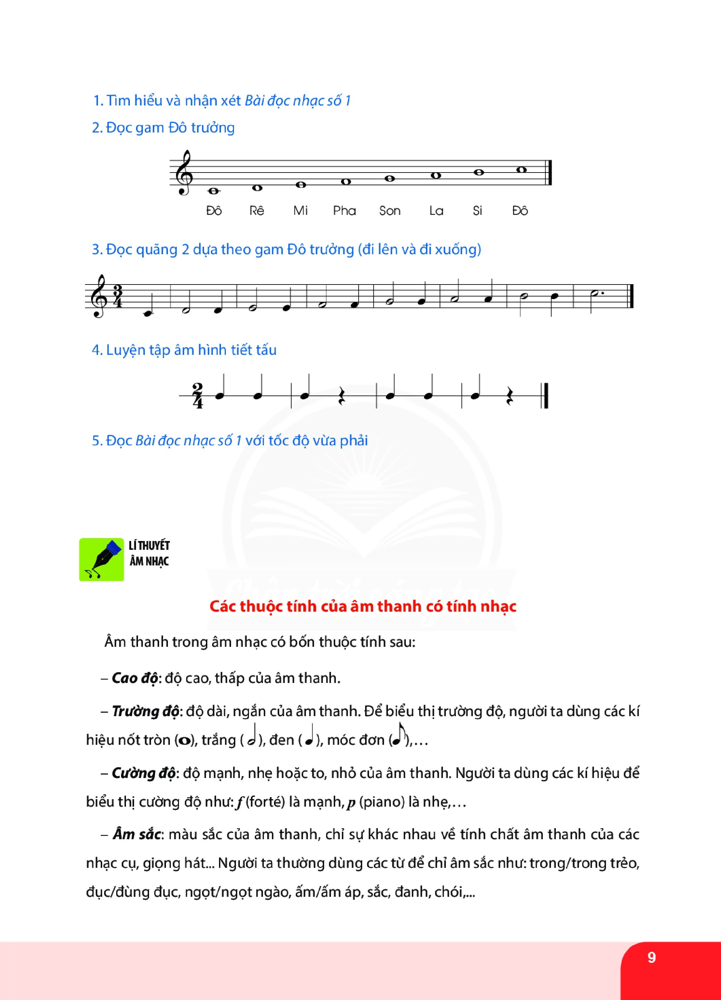 1. Tìm hiểu và nhận xét Bài đọc nhạc số 1
2. Đọc gam Đô trưởng
Đô Rê Mi Pha Son La Si Đô
3. Đọc quãng 2 dựa theo gam Đô trưởng (đi lên và đi xuống)
3
4
4. Luyện tập âm hình tiết tấu
2
4
5. Đọc Bài đọc nhạc số 1 với tốc độ vừa phải
LÍ THUYẾT
ÂM NHẠC
Chân trời sáng tạo
Các thuộc tính của âm thanh có tính nhạc
Âm thanh trong âm nhạc có bốn thuộc tính sau:
– Cao độ: độ cao, thấp của âm thanh.
– Trường độ: độ dài, ngắn của âm thanh. Để biểu thị trường độ, người ta dùng các kí
hiệu nốt tròn (𝅝), trắng (𝅗𝅥), đen (♩), móc đơn (♪),…
– Cường độ: độ mạnh, nhẹ hoặc to, nhỏ của âm thanh. Người ta dùng các kí hiệu để
biểu thị cường độ như: f (forté) là mạnh, p (piano) là nhẹ,…
– Âm sắc: màu sắc của âm thanh, chỉ sự khác nhau về tính chất âm thanh của các
nhạc cụ, giọng hát... Người ta thường dùng các từ để chỉ âm sắc như: trong/trong trẻo,
đục/đùng đục, ngọt/ngọt ngào, ấm/ấm áp, sắc, đanh, chói,...
9